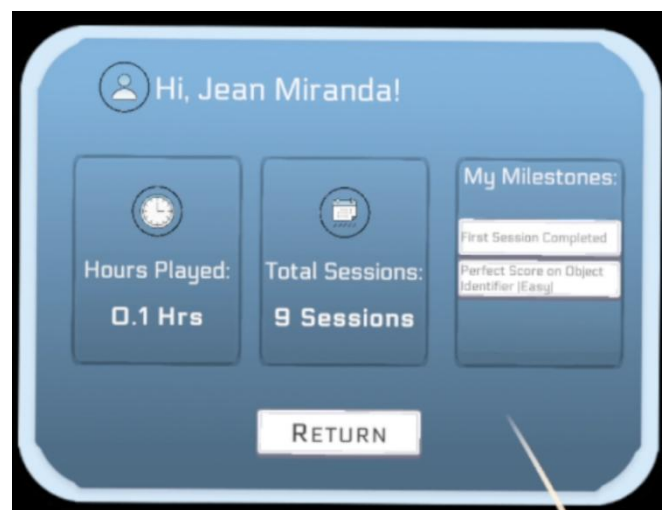 Hi, Jean Miranda!
Hours Played:
0.1 Hrs
Total Sessions:
9 Sessions
My Milestones:
First Session Completed
Perfect Score on Object
Identifier |Easy|
RETURN